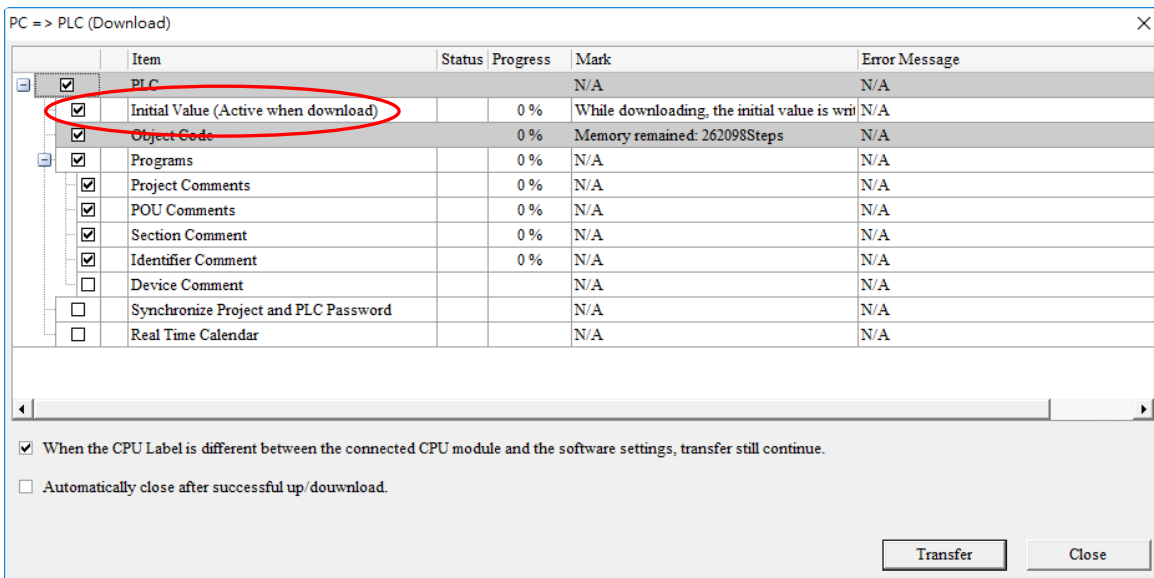 PC = > PLC (Download)
Item Status Progress Mark Error Message
PLC N/A N/A
Initial Value (Active when download) 0 % While downloading, the initial value is writ N/A
Object Code 0 % Memory remained: 262098Steps
Programs 0 % N/A N/A
Project Comments 0 % N/A N/A
POU Comments 0 % N/A N/A
Section Comment 0 % N/A N/A
Identifier Comment 0 % N/A N/A
Device Comment N/A N/A
Synchronize Project and PLC Password N/A N/A
Real Time Calendar N/A N/A
When the CPU Label is different between the connected CPU module and the software settings, transfer still continue.
Automatically close after successful up/douwnload.
Transfer Close